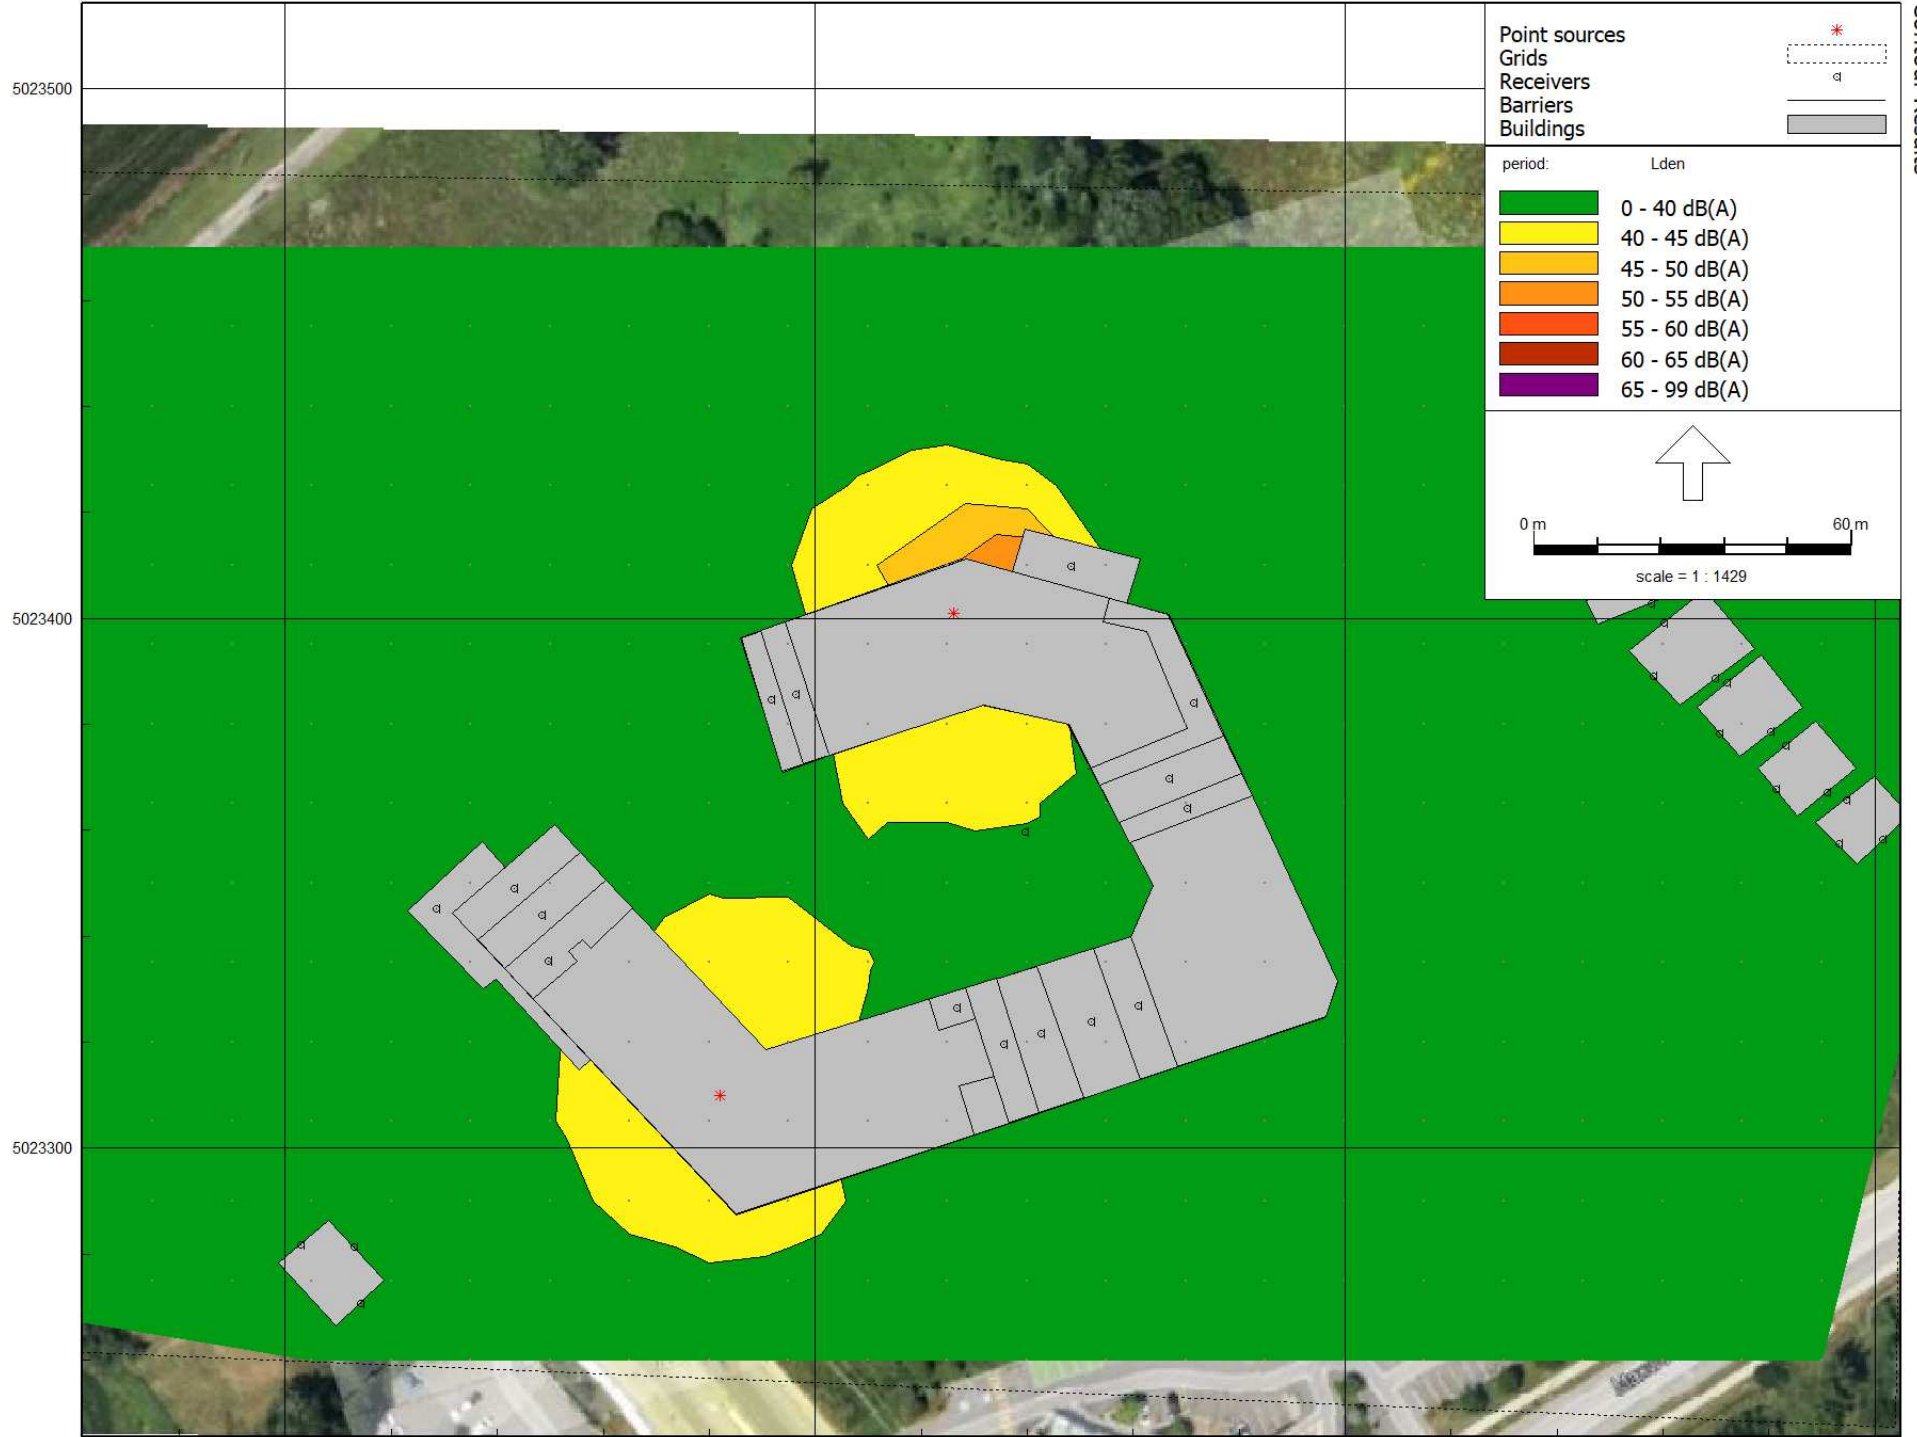 Point sources
Grids
Receivers
Barriers
Buildings
period: Lden
0 - 40 dB(A)
40 - 45 dB(A)
45 - 50 dB(A)
50 - 55 dB(A)
55 - 60 dB(A)
60 - 65 dB(A)
65 - 99 dB(A)
0 m 60 m
scale = 1 : 1429
5023500
5023400
5023300